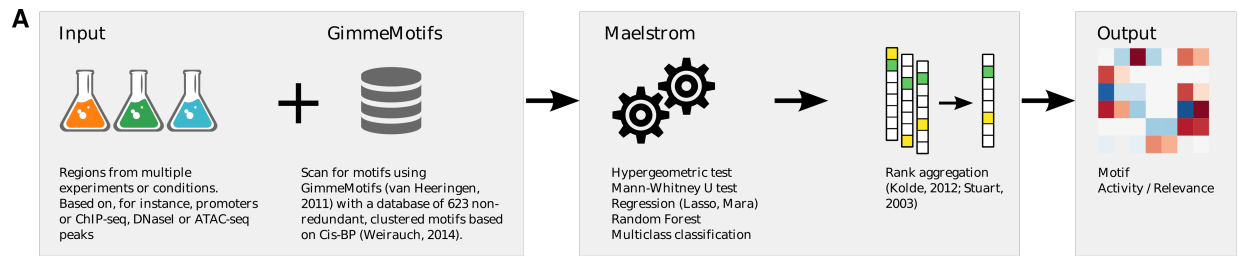 A
Input
GimmeMotifs
Maelstrom
Output
Regions from multiple
experiments or conditions.
Based on, for instance, promoters
or ChIP-seq, DNaseI or ATAC-seq
peaks
Scan for motifs using
GimmeMotifs (van Heeringen,
2011) with a database of 623 non-
redundant, clustered motifs based
on Cis-BP (Weirauch, 2014).
Hypergeometric test
Mann-Whitney U test
Regression (Lasso, Mara)
Random Forest
Multiclass classification
Rank aggregation
(Kolde, 2012; Stuart,
2003)
Motif
Activity / Relevance